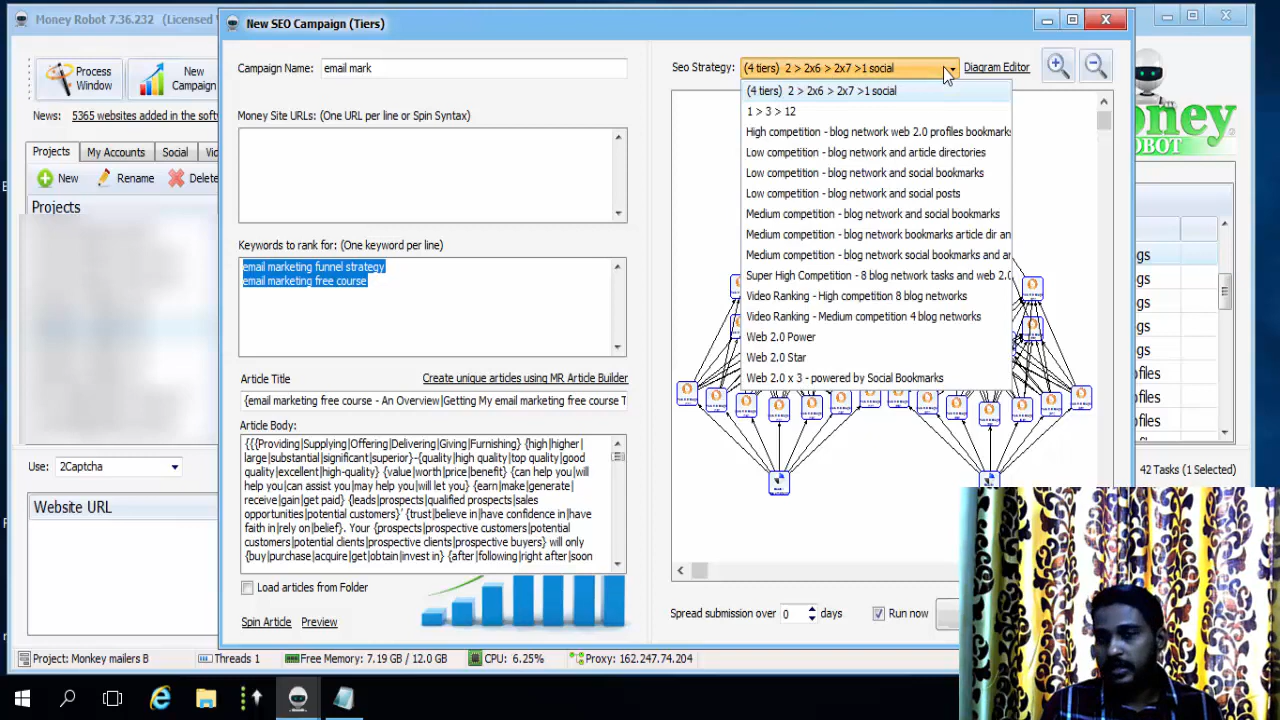 Money Robot 7.36.232 (Licensed
New SEO Campaign (Tiers)
Process
Window
New
Campaign
News: 5365 websites added in the softw
Projects
My Accounts
Social
New
Rename
Delete
Projects
Use: 2Captcha
Website URL
Campaign Name: email mark
Money Site URLs: (One URL per line or Spin Syntax)
Keywords to rank for: (One keyword per line)
email marketing funnel strategy
email marketing free course
Article Title
Create unique articles using MR Article Builder
{email marketing free course - An Overview|Getting My email marketing free course T
Article Body:
{{{Providing|Supplying|Offering|Delivering|Giving|Furnishing} {high|higher|
large|substantial|significant|superior}-{quality|high quality|top quality|good
quality|excellent|high-quality} {value|worth|price|benefit} {can help you|will
help you|can assist you|may help you|will let you} {earn|make|generate|
receive|gain|get paid} {leads|prospects|qualified prospects|sales
opportunities|potential customers}' {trust|believe in|have confidence in|have
faith in|rely on|belief}. Your {prospects|prospective customers|potential
customers|potential clients|prospective clients|prospective buyers} will only
{buy|purchase|acquire|get|obtain|invest in} {after|following|right after|soon
Load articles from Folder
Spin Article
Preview
Seo Strategy: (4 tiers) 2 > 2x6 > 2x7 >1 social
Diagram Editor
(4 tiers) 2 > 2x6 > 2x7 >1 social
1 > 3 > 12
High competition - blog network web 2.0 profiles bookmarks
Low competition - blog network and article directories
Low competition - blog network and social bookmarks
Low competition - blog network and social posts
Medium competition - blog network and social bookmarks
Medium competition - blog network bookmarks article dir an
Medium competition - blog network social bookmarks and ar
Super High Competition - 8 blog network tasks and web 2.0
Video Ranking - High competition 8 blog networks
Video Ranking - Medium competition 4 blog networks
Web 2.0 Power
Web 2.0 Star
Web 2.0 x 3 - powered by Social Bookmarks
Spread submission over 0 days
Run now
oney
OBOT
gs
gs
gs
gs
gs
ofiles
ofiles
42 Tasks (1 Selected)
Project: Monkey mailers B
Threads 1
Free Memory: 7.19 GB / 12.0 GB
CPU: 6.25%
Proxy: 162.247.74.204